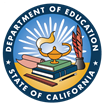 DEPARTMENT OF EDUCATION
STATE OF CALIFORNIA